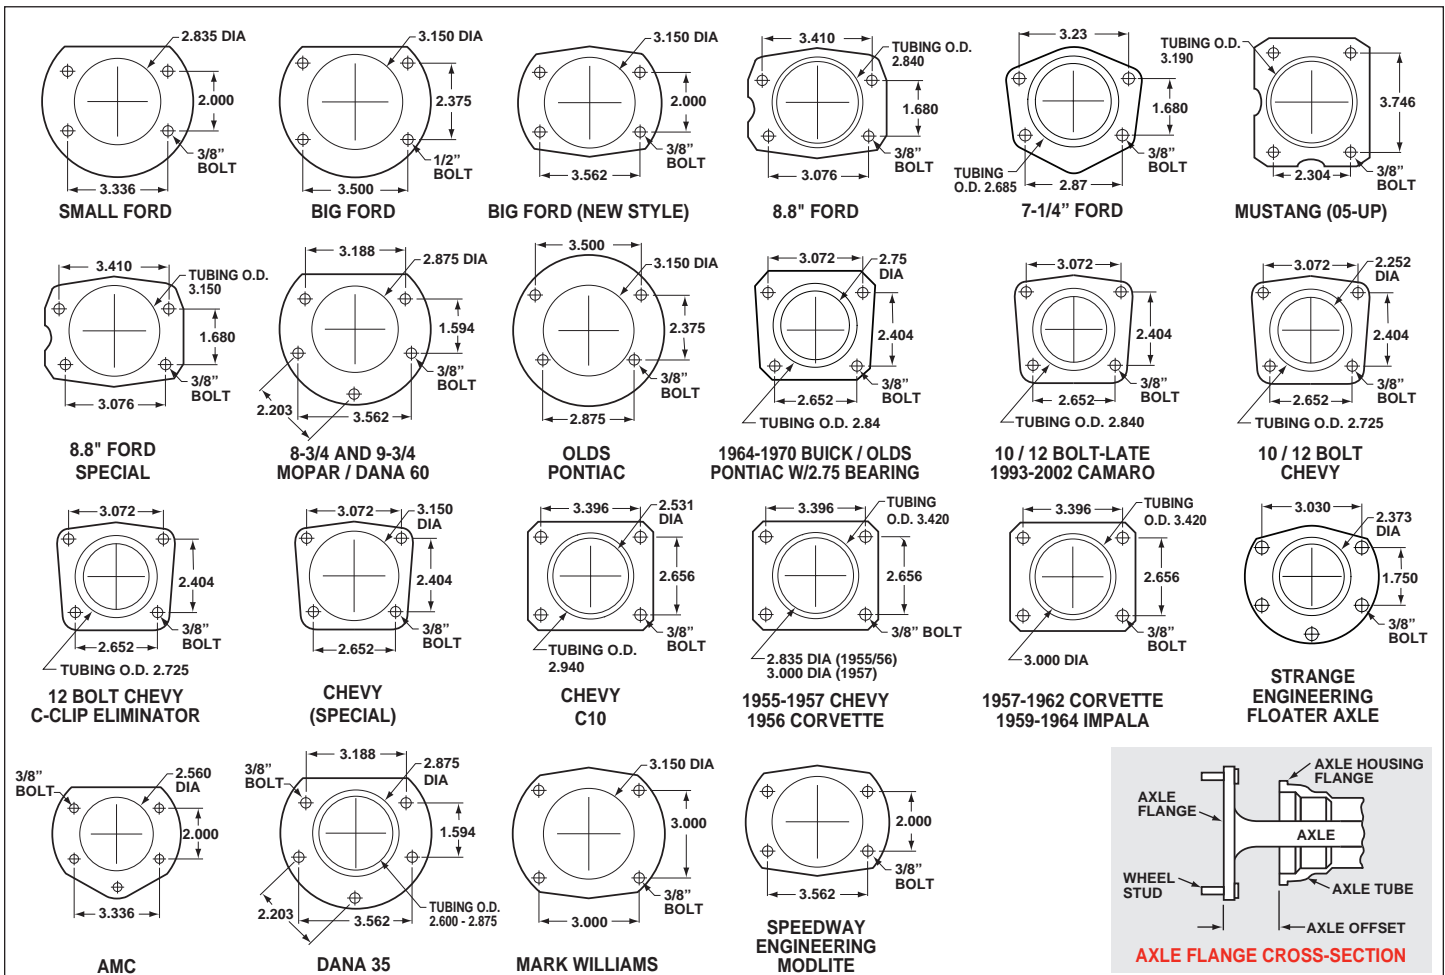 2.835 DIA
2.000
3/8”
BOLT
3.336
SMALL FORD
3.150 DIA
2.375
1/2”
BOLT
3.500
BIG FORD
3.150 DIA
2.000
3/8”
BOLT
3.562
BIG FORD (NEW STYLE)
3.410
TUBING O.D.
2.840
1.680
3/8”
BOLT
3.076
8.8" FORD
3.23
1.680
TUBING
O.D. 2.685
3/8”
BOLT
2.87
7-1/4” FORD
TUBING O.D.
3.190
3.746
2.304
3/8”
BOLT
MUSTANG (05-UP)
3.410
TUBING O.D.
3.150
1.680
3/8”
BOLT
3.076
8.8" FORD
SPECIAL
3.188
2.875 DIA
1.594
3/8”
BOLT
2.203
3.562
8-3/4 AND 9-3/4
MOPAR / DANA 60
3.500
3.150 DIA
2.375
3/8”
BOLT
2.875
OLDS
PONTIAC
3.072
2.75
DIA
2.404
3/8”
BOLT
2.652
TUBING O.D. 2.84
1964-1970 BUICK / OLDS
PONTIAC W/2.75 BEARING
3.072
2.404
3/8”
BOLT
2.652
TUBING O.D. 2.840
10 / 12 BOLT-LATE
1993-2002 CAMARO
3.072
2.252
DIA
2.404
3/8”
BOLT
2.652
TUBING O.D. 2.725
10 / 12 BOLT
CHEVY
3.072
2.404
3/8”
BOLT
2.652
TUBING O.D. 2.725
12 BOLT CHEVY
C-CLIP ELIMINATOR
3.072
3.150
DIA
2.404
3/8”
BOLT
2.652
CHEVY
(SPECIAL)
3.396
2.531
DIA
2.656
3/8”
BOLT
TUBING O.D.
2.940
CHEVY
C10
3.396
TUBING
O.D. 3.420
2.656
3/8” BOLT
2.835 DIA (1955/56)
3.000 DIA (1957)
1955-1957 CHEVY
1956 CORVETTE
3.396
TUBING
O.D. 3.420
2.656
3/8”
BOLT
3.000 DIA
1957-1962 CORVETTE
1959-1964 IMPALA
3.030
2.373
DIA
1.750
3/8”
BOLT
STRANGE
ENGINEERING
FLOATER AXLE
3/8”
BOLT
2.560
DIA
2.000
3.336
AMC
3/8”
BOLT
3.188
2.875
DIA
1.594
2.203
3.562
TUBING O.D.
2.600 - 2.875
DANA 35
3.150 DIA
3.000
3/8”
BOLT
3.000
MARK WILLIAMS
2.000
3/8”
BOLT
3.562
SPEEDWAY
ENGINEERING
MODLITE
AXLE HOUSING
FLANGE
AXLE
FLANGE
AXLE
WHEEL
STUD
AXLE TUBE
AXLE OFFSET
AXLE FLANGE CROSS-SECTION